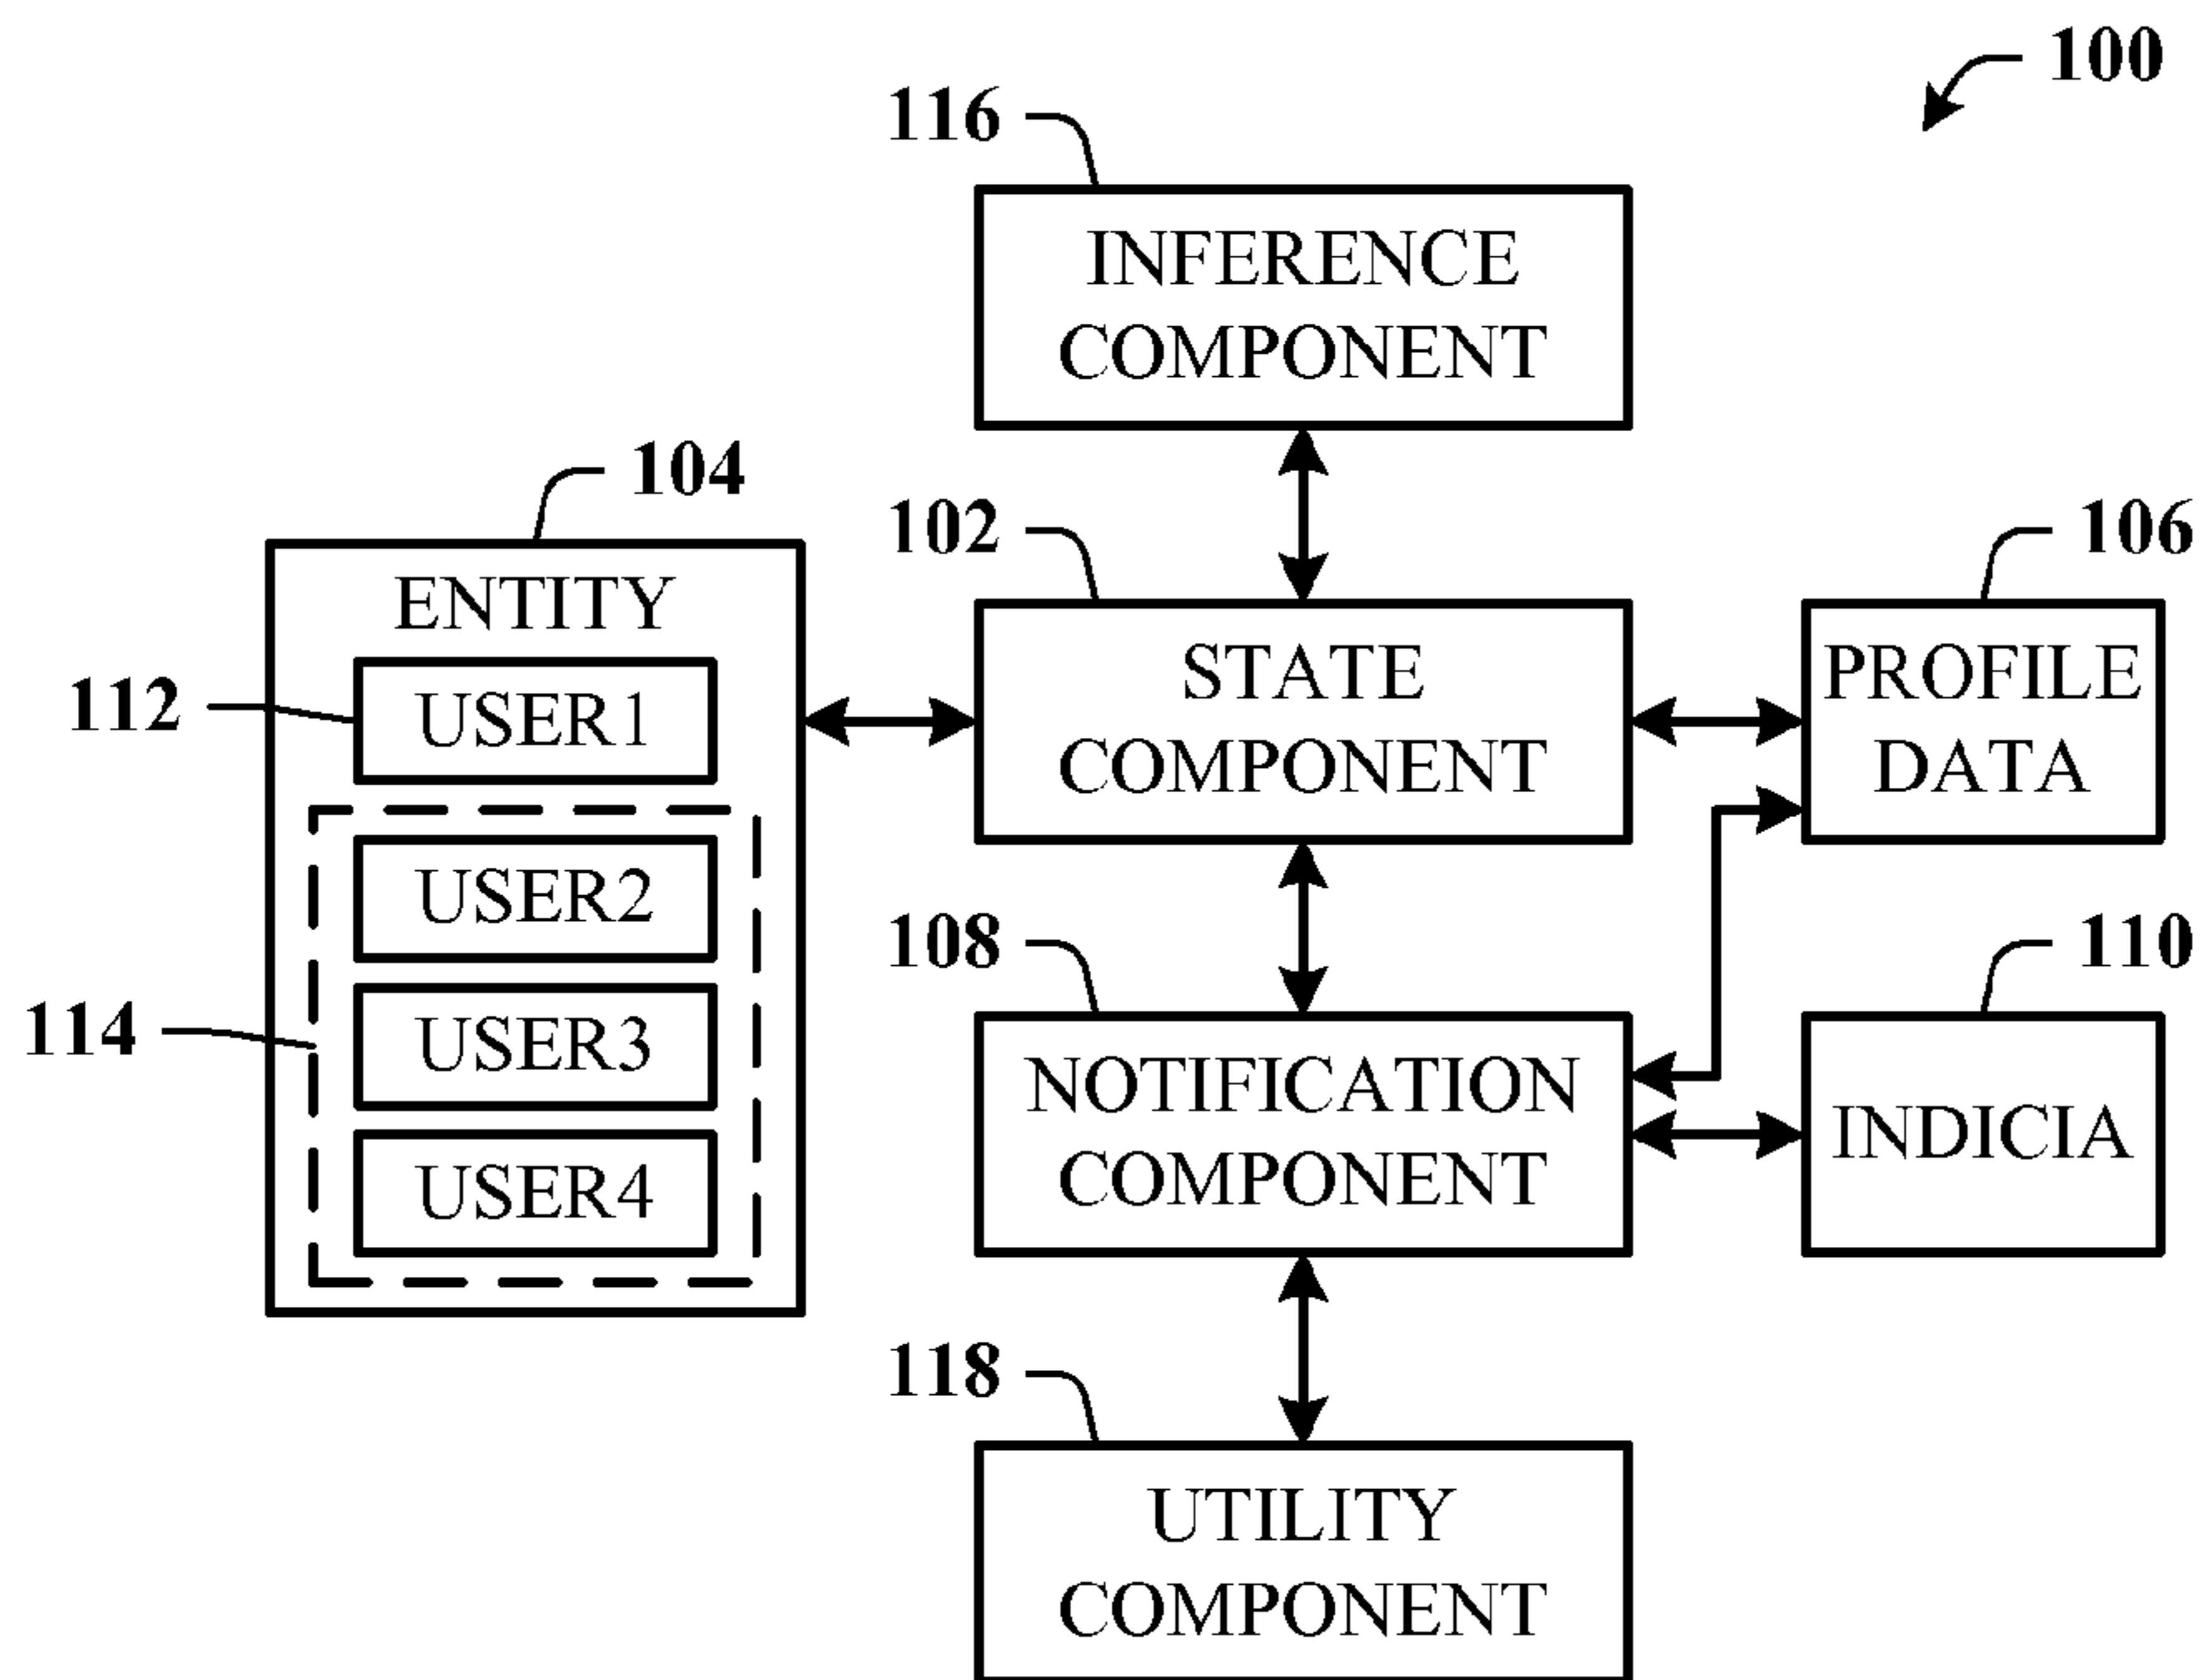 100
116
INFERENCE
COMPONENT
104
102
106
ENTITY
STATE
COMPONENT
PROFILE
DATA
112
USER1
USER2
108
110
114
USER3
NOTIFICATION
COMPONENT
INDICIA
USER4
118
UTILITY
COMPONENT